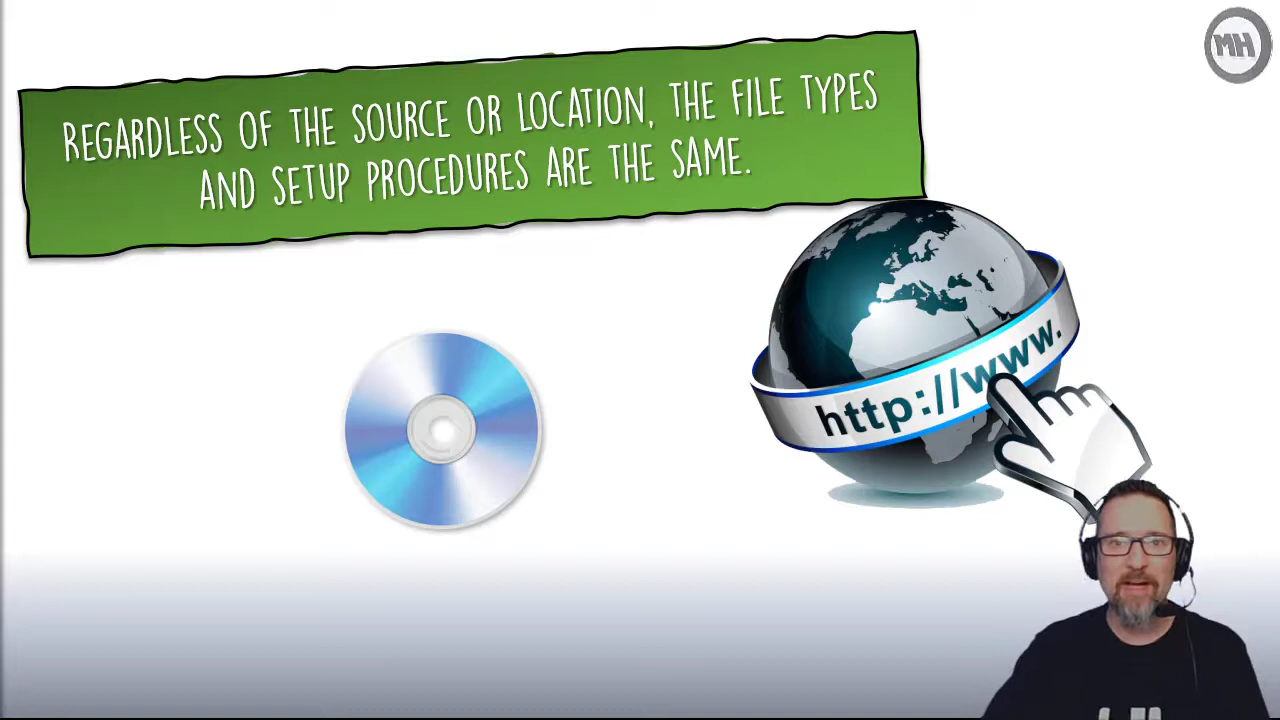 REGARDLESS OF THE SOURCE OR LOCATION, THE FILE TYPES
AND SETUP PROCEDURES ARE THE SAME.
MH
http://www.